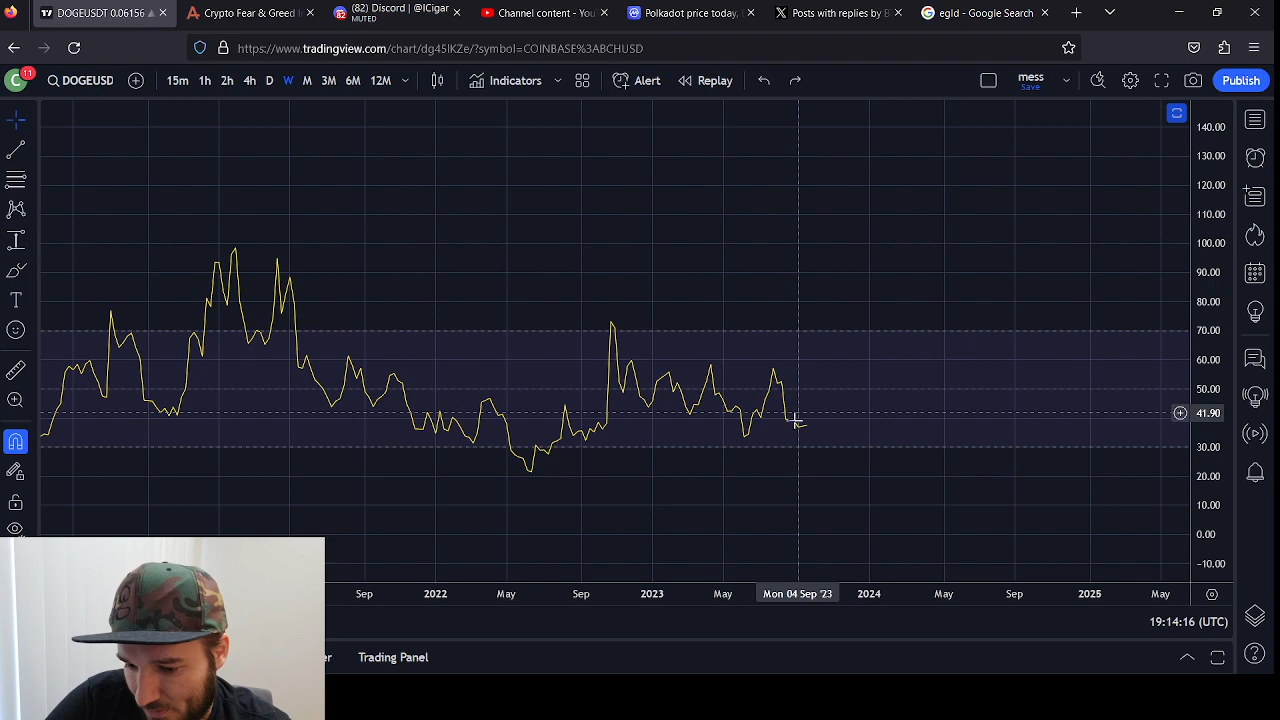 DOGEUSDT 0.06156
Crypto Fear & Greed I
82
(82) Discord | @ICigar
MUTED
Channel content - YouT
Polkadot price today, D
Posts with replies by B
egld - Google Search
https://www.tradingview.com/chart/dg45lKZe/?symbol=COINBASE%3ABCHUSD
C
11
DOGEUSD
15m
1h
2h
4h
D
W
M
3M
6M
12M
Indicators
Alert
Replay
mess
Save
Publish
140.00
130.00
120.00
110.00
100.00
90.00
80.00
70.00
60.00
50.00
41.90
30.00
20.00
10.00
0.00
−10.00
Sep
2022
May
Sep
2023
May
Mon 04 Sep '23
2024
May
Sep
2025
May
19:14:16 (UTC)
er
Trading Panel